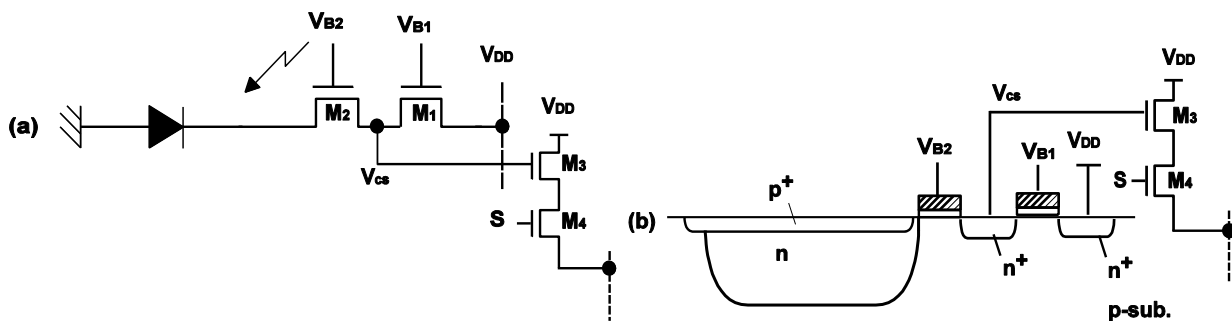 (a)
VB2
VB1
VDD
M2
M1
VDD
Vcs
M3
S
M4
(b)
p+
n
VB2
Vcs
VB1
VDD
VDD
M3
S
M4
n+
n+
p-sub.